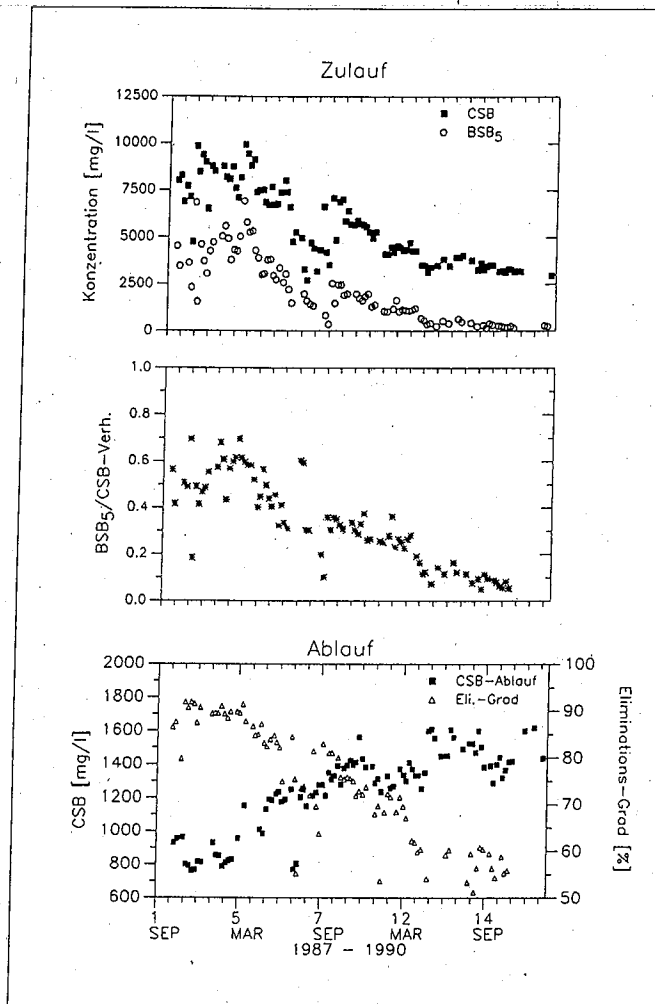 Zulauf
12500
10000
7500
5000
2500
0
Konzentration [mg/l]
CSB
BSB₅
1.0
0.8
0.6
0.4
0.2
0.0
BSB₅/CSB-Verh.
Ablauf
2000
1800
1600
1400
1200
1000
800
600
CSB [mg/l]
CSB-Ablauf
Eli.-Grad
100
90
80
70
60
50
Eliminations-Grad [%]
1 5 7 12 14
SEP MAR SEP MAR SEP
1987 - 1990